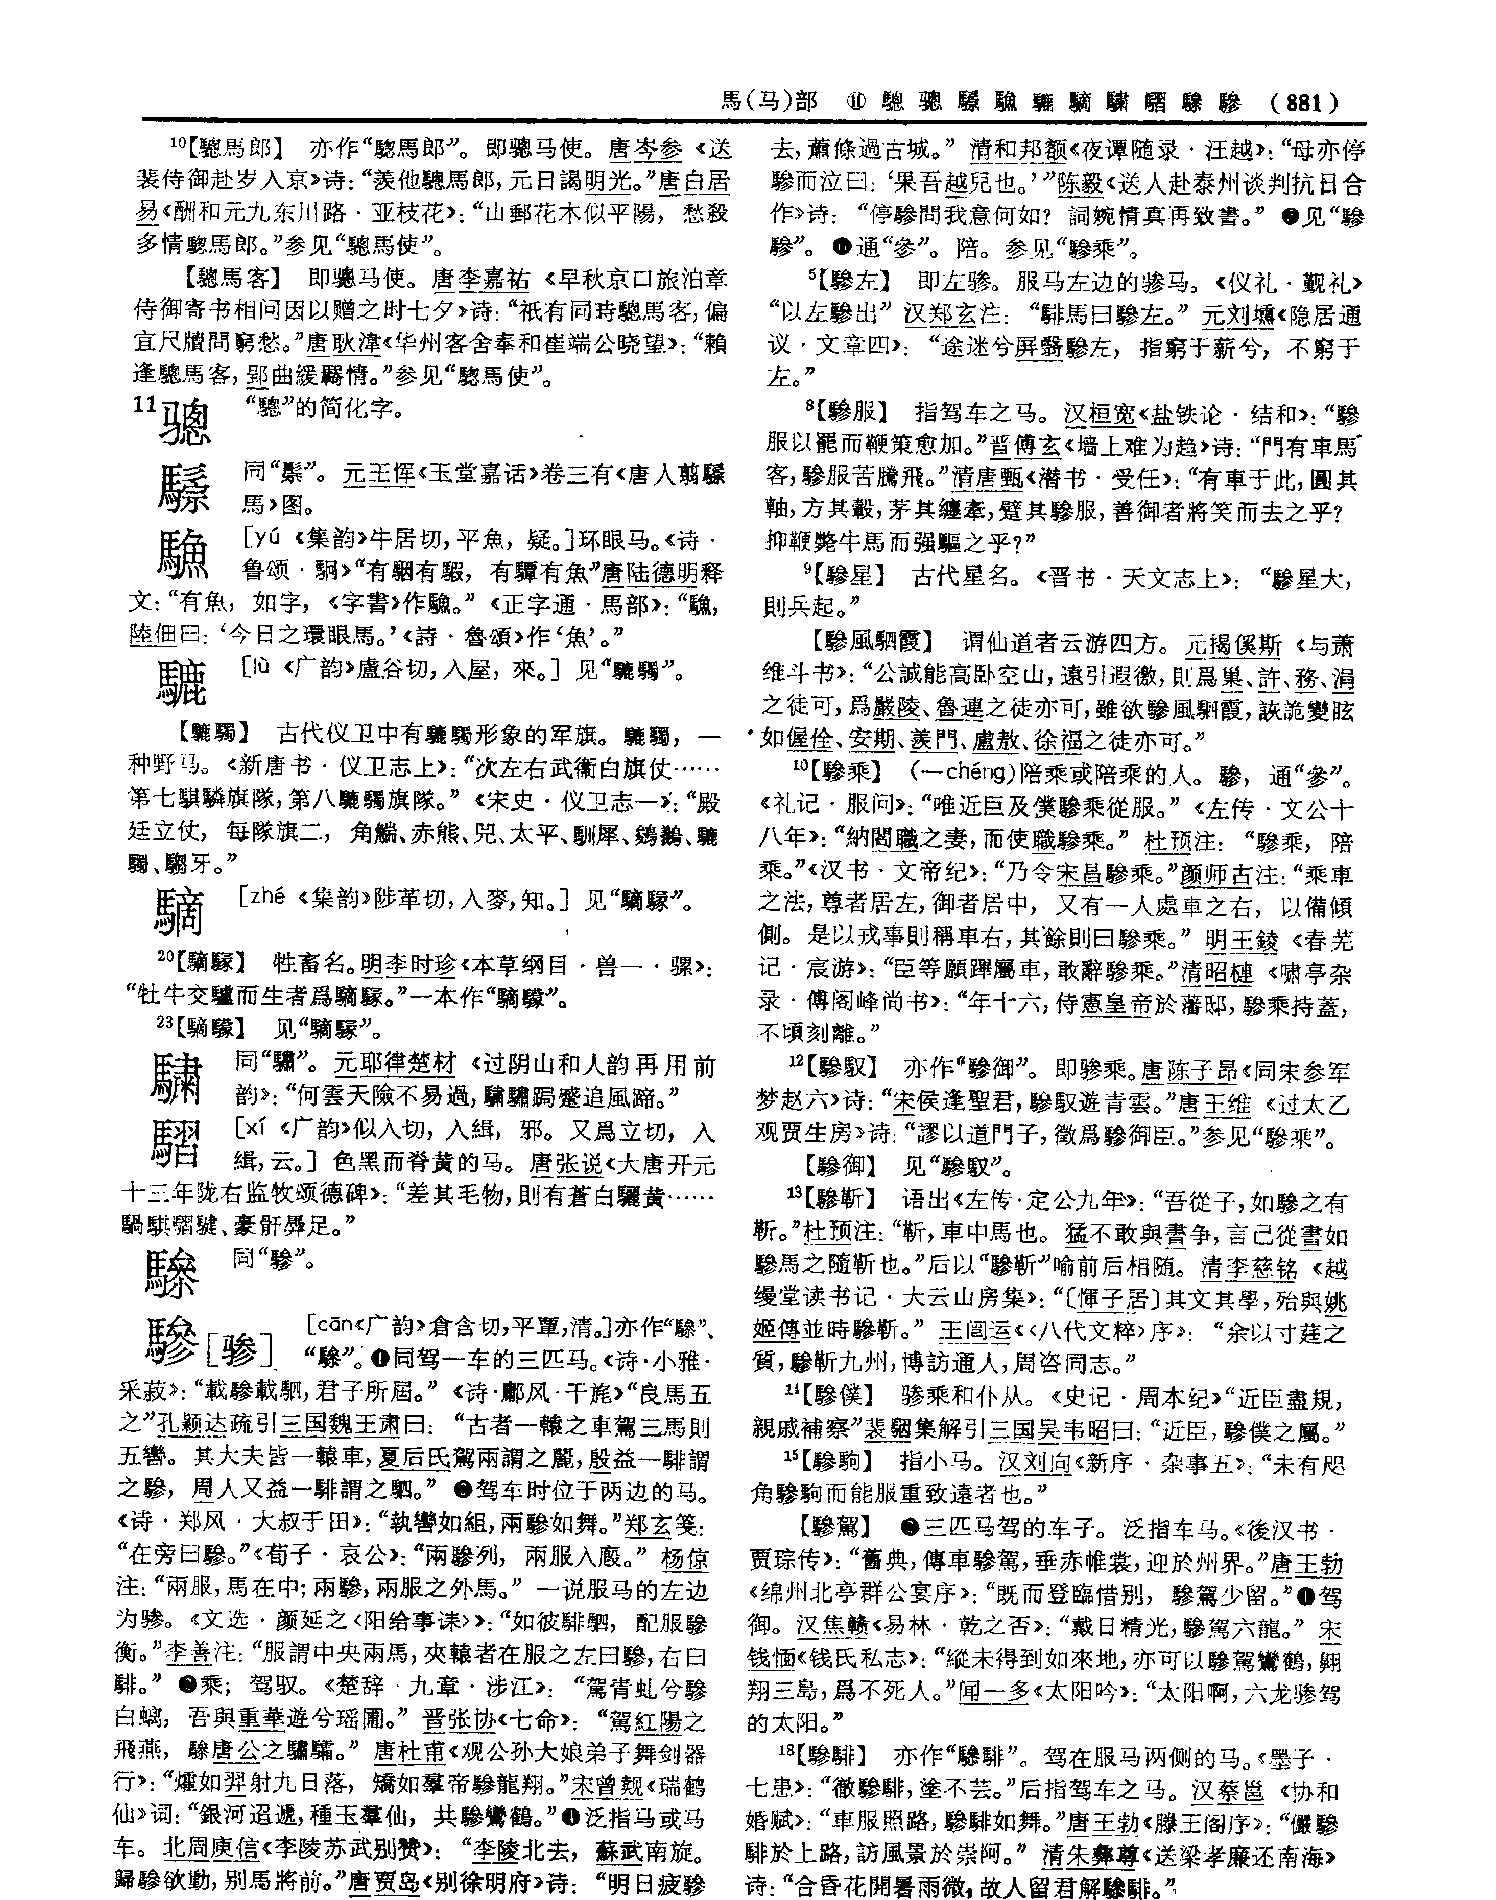 馬(马)部 ⑪ 驄 骢 䮫 䲣 䮽 䮰 驌 騽 驂 驂 (881)
¹⁰【驄馬郎】 亦作“驄馬郎”。即骢马使。唐岑参《送
裴侍御赴岁入京》诗：“羡他驄馬郎，元日謁明光。”唐白居
易《酬和元九东川路·亚枝花》：“山郵花木似平陽，愁殺
多情驄馬郎。”参见“驄馬使”。
【驄馬客】 即骢马使。唐李嘉祐《早秋京口旅泊章
侍御寄书相问因以赠之时七夕》诗：“祇有同時驄馬客，偏
宜尺牘問窮愁。”唐耿湋《华州客舍奉和崔端公晓望》：“賴
逢驄馬客，郢曲緩羇情。”参见“驄馬使”。
11骢 “驄”的简化字。
同“鬃”。元王恽《玉堂嘉话》卷三有《唐人翦鬃
馬》图。
[yú 《集韵》牛居切，平魚，疑。]环眼马。《诗·
鲁颂·駉》“有駰有騢，有驔有魚”唐陆德明释
文：“有魚，如字，《字書》作䲣。”《正字通·馬部》：“䲣，
陸佃曰：‘今日之環眼馬。’《詩·魯頌》作‘魚’。”
[lù 《广韵》盧谷切，入屋，來。] 见“䮽䮷”。
【䮽䮷】 古代仪卫中有䮽䮷形象的军旗。䮽䮷，一
种野马。《新唐书·仪卫志上》：“次左右武衛白旗仗……
第七騏驎旗隊，第八䮽䮷旗隊。”《宋史·仪卫志一》：“殿
廷立仗，每隊旗二，角觿、赤熊、兕、太平、馴犀、鵕鸃、䮽
䮷、騶牙。”
[zhé 《集韵》陟革切，入麥，知。] 见“䮰騟”。
²⁰【䮰騟】 牲畜名。明李时珍《本草纲目·兽一·骡》：
“牡牛交驢而生者爲䮰騟。”一本作“䮰驝”。
²³【䮰驝】 见“䮰騟”。
同“驌”。元耶律楚材《过阴山和人韵再用前
韵》：“何雲天險不易過，驌驌跼蹙追風蹄。”
騽 [xí 《广韵》似入切，入緝，邪。又爲立切，入
緝，云。] 色黑而脊黄的马。唐张说《大唐开元
十三年陇右监牧颂德碑》：“差其毛物，則有蒼白驪黄……
騧騏騽騝、豪骭馵足。”
同“驂”。
驂[骖] [cān《广韵》倉含切，平覃，清。]亦作“驂”、
“驂”。❶同驾一车的三匹马。《诗·小雅·
采菽》：“載驂載駟，君子所屆。”《诗·鄘风·干旄》“良馬五
之”孔颖达疏引三国魏王肃曰：“古者一轅之車駕三馬則
五轡。其大夫皆一轅車，夏后氏駕兩謂之麗，殷益一騑謂
之驂，周人又益一騑謂之駟。” ❷驾车时位于两边的马。
《诗·郑风·大叔于田》：“執轡如組，兩驂如舞。”郑玄笺：
“在旁曰驂。”《荀子·哀公》：“兩驂列，兩服入廄。” 杨倞
注：“兩服，馬在中；兩驂，兩服之外馬。” 一说服马的左边
为骖。《文选·颜延之〈阳给事诔〉》：“如彼騑駟，配服驂
衡。”李善注：“服謂中央兩馬，夾轅者在服之左曰驂，右曰
騑。” ❸乘；驾驭。《楚辞·九章·涉江》：“駕青虬兮驂
白螭，吾與重華遊兮瑶圃。” 晋张协《七命》：“駕紅陽之
飛燕，驂唐公之驌驦。” 唐杜甫《观公孙大娘弟子舞剑器
行》：“㸌如羿射九日落，矯如羣帝驂龍翔。”宋曾觌《瑞鹤
仙》词：“銀河迢遞，種玉羣仙，共驂鸞鶴。”❹泛指马或马
车。北周庾信《李陵苏武别赞》：“李陵北去，蘇武南旋。
歸驂欲動，别馬將前。”唐贾岛《别徐明府》诗：“明日疲驂
去，蕭條過古城。” 清和邦额《夜谭随录·汪越》：“母亦停
驂而泣曰：‘果吾越兒也。’”陈毅《送人赴泰州谈判抗日合
作》诗：“停驂問我意何如？詞婉情真再致書。” ❺见“驂
驂”。❻通“參”。陪。参见“驂乘”。
⁵【驂左】 即左骖。服马左边的骖马。《仪礼·觐礼》
“以左驂出”汉郑玄注：“騑馬曰驂左。” 元刘壎《隐居通
议·文章四》：“途迷兮屏翳驂左，指窮于薪兮，不窮于
左。”
⁸【驂服】 指驾车之马。汉桓宽《盐铁论·结和》：“驂
服以罷而鞭策愈加。”晋傅玄《墙上难为趋》诗：“門有車馬
客，驂服苦騰飛。”清唐甄《潜书·受任》：“有車于此，圓其
軸，方其轂，茅其纏牽，躄其驂服，善御者將笑而去之乎？
抑鞭斃牛馬而强驅之乎？”
⁹【驂星】 古代星名。《晋书·天文志上》：“驂星大，
則兵起。”
【驂風駟霞】 谓仙道者云游四方。元揭傒斯《与萧
维斗书》：“公誠能高卧空山，遠引遐徼，則爲巢、許、務、涓
之徒可，爲嚴陵、魯連之徒亦可，雖欲驂風駟霞，詼詭變眩
如偓佺、安期、羨門、盧敖、徐福之徒亦可。”
¹⁰【驂乘】 (—chéng)陪乘或陪乘的人。驂，通“參”。
《礼记·服问》：“唯近臣及僕驂乘從服。”《左传·文公十
八年》：“納閻職之妻，而使職驂乘。” 杜预注：“驂乘，陪
乘。”《汉书·文帝纪》：“乃令宋昌驂乘。”颜师古注：“乘車
之法，尊者居左，御者居中，又有一人處車之右，以備傾
側。是以戎事則稱車右，其餘則曰驂乘。” 明王錂《春芜
记·宸游》：“臣等願蹕屬車，敢辭驂乘。”清昭槤《啸亭杂
录·傅阁峰尚书》：“年十六，侍憲皇帝於藩邸，驂乘持蓋，
不頃刻離。”
¹²【驂馭】 亦作“驂御”。即骖乘。唐陈子昂《同宋参军
梦赵六》诗：“宋侯逢聖君，驂馭遊青雲。”唐王维《过太乙
观贾生房》诗：“謬以道門子，徵爲驂御臣。”参见“驂乘”。
【驂御】 见“驂馭”。
¹³【驂靳】 语出《左传·定公九年》：“吾從子，如驂之有
靳。”杜预注：“靳，車中馬也。猛不敢與書争，言己從書如
驂馬之隨靳也。”后以“驂靳”喻前后相随。清李慈铭《越
缦堂读书记·大云山房集》：“〔惲子居〕其文其學，殆與姚
姬傳並時驂靳。” 王闿运《〈八代文粹〉序》：“余以寸莛之
質，驂靳九州，博訪通人，周咨同志。”
¹⁴【驂僕】 骖乘和仆从。《史记·周本纪》“近臣盡規，
親戚補察”裴駰集解引三国吴韦昭曰：“近臣，驂僕之屬。”
¹⁵【驂駒】 指小马。汉刘向《新序·杂事五》：“未有咫
角驂駒而能服重致遠者也。”
【驂駕】 ❶三匹马驾的车子。泛指车马。《後汉书·
贾琮传》：“舊典，傳車驂駕，垂赤帷裳，迎於州界。”唐王勃
《绵州北亭群公宴序》：“既而登臨惜别，驂駕少留。”❷驾
御。汉焦赣《易林·乾之否》：“戴日精光，驂駕六龍。” 宋
钱愐《钱氏私志》：“縱未得到如來地，亦可以驂駕鸞鶴，翱
翔三島，爲不死人。”闻一多《太阳吟》：“太阳啊，六龙骖驾
的太阳。”
¹⁸【驂騑】 亦作“驂騑”。驾在服马两侧的马。《墨子·
七患》：“徹驂騑，塗不芸。”后指驾车之马。汉蔡邕《协和
婚赋》：“車服照路，驂騑如舞。”唐王勃《滕王阁序》：“儼驂
騑於上路，訪風景於崇阿。” 清朱彝尊《送梁孝廉还南海》
诗：“合昏花開暑雨微，故人留君解驂騑。”